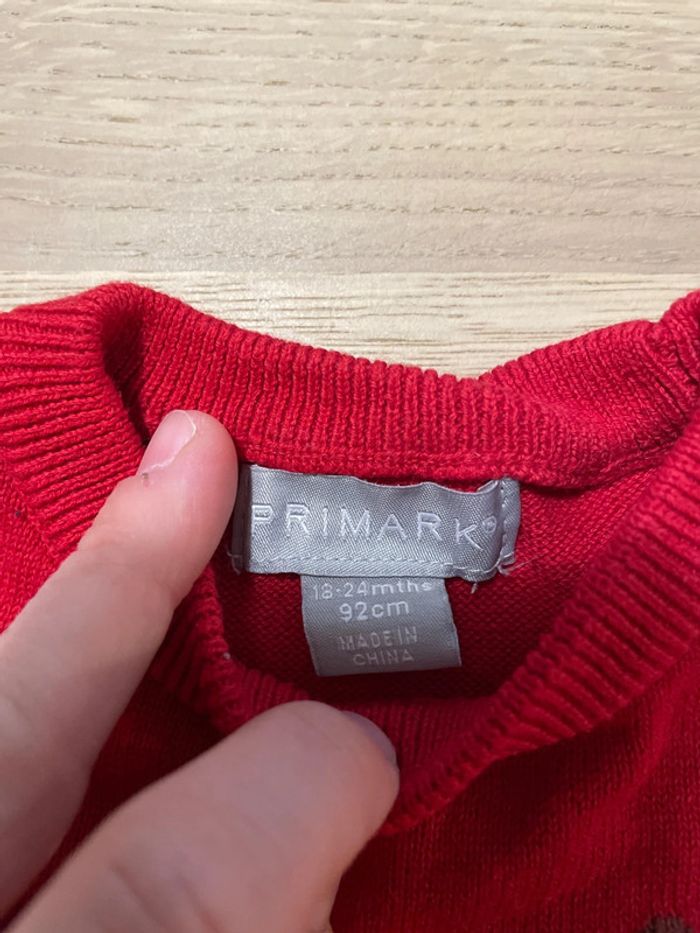 PRIMARK®
18-24mths
92cm
MADE IN
CHINA